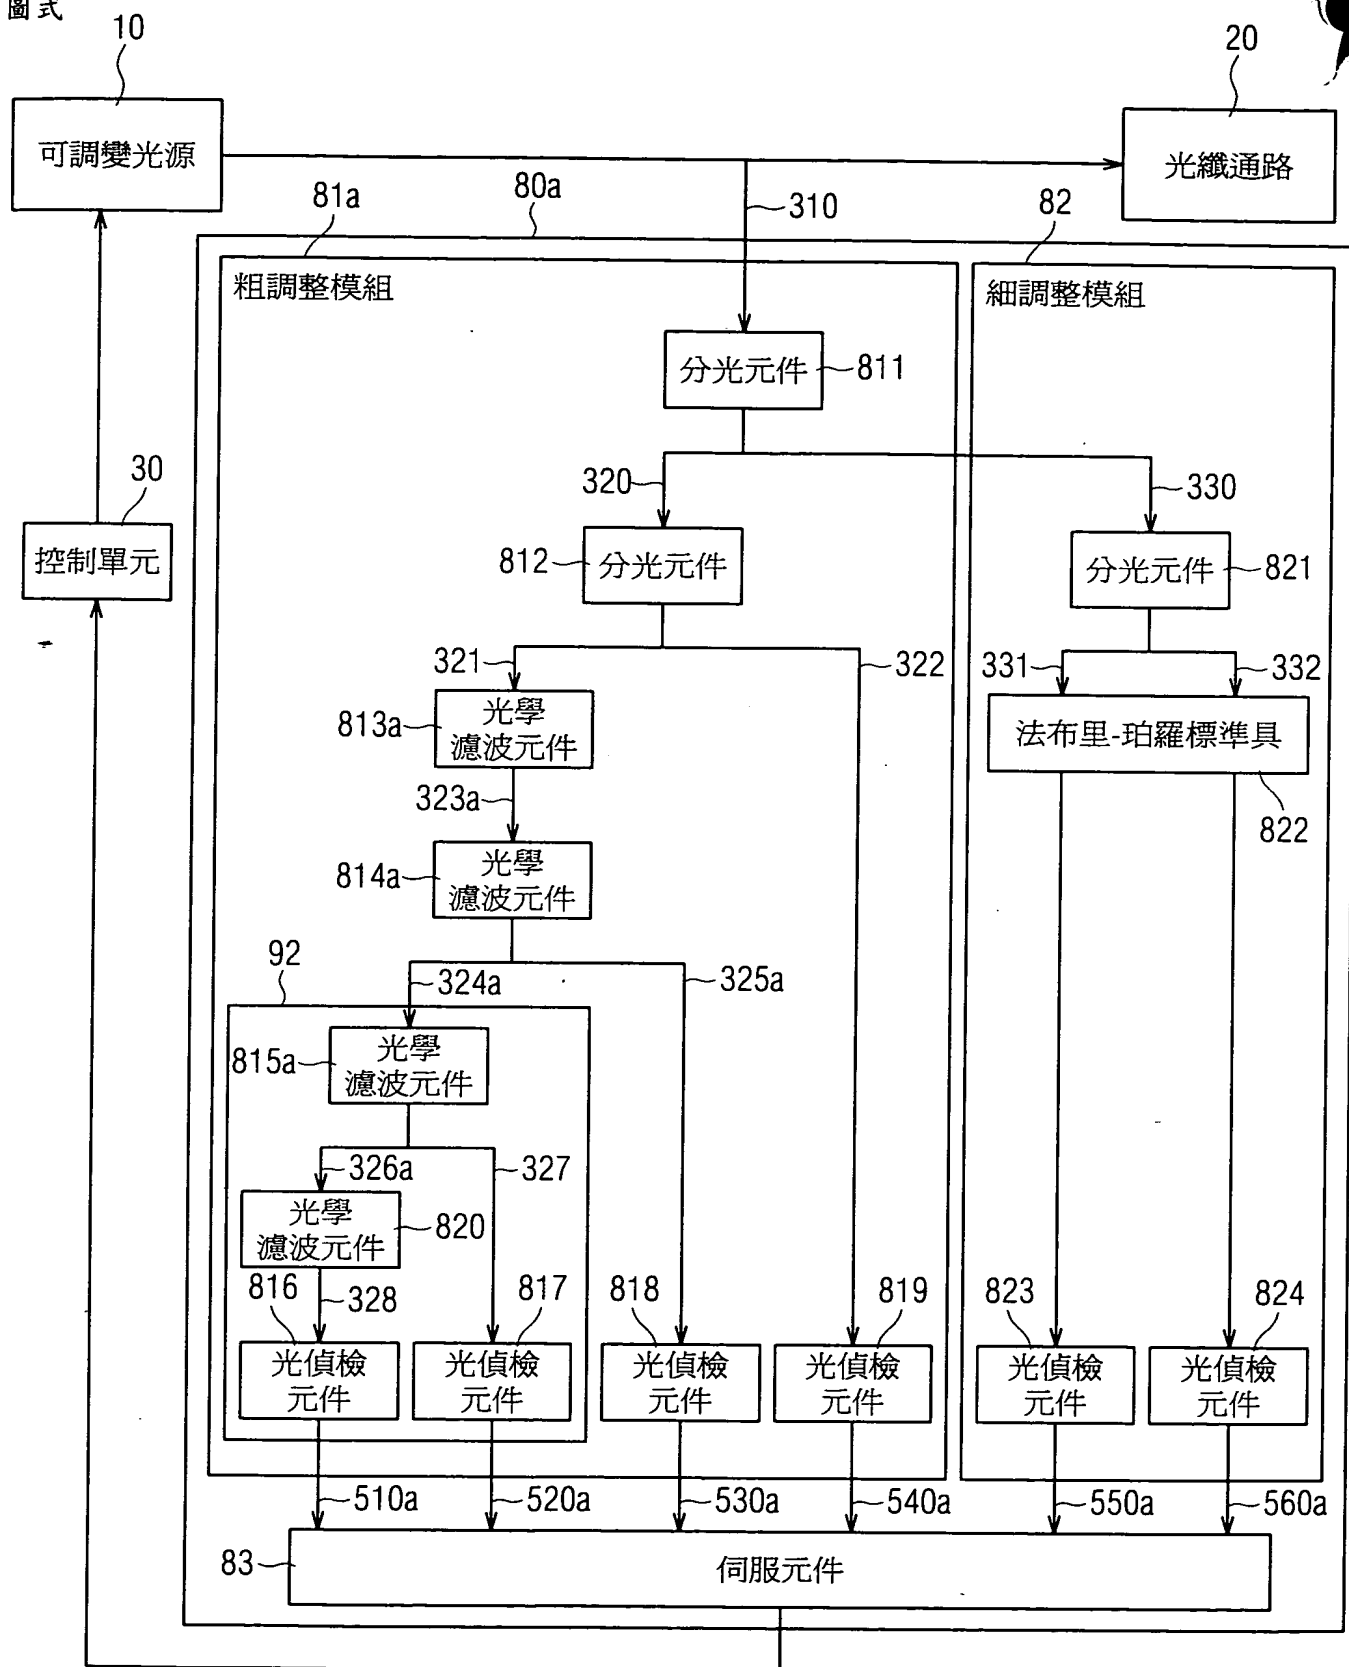 圖式
10
20
可調變光源
光纖通路
81a
80a
310
82
粗調整模組
細調整模組
分光元件
811
30
320
330
控制單元
812
分光元件
分光元件
821
321
322
331
332
813a
光學
濾波元件
法布里-珀羅標準具
323a
822
814a
光學
濾波元件
92
324a
325a
815a
光學
濾波元件
326a
327
光學
濾波元件
820
816
328
817
818
819
823
824
光偵檢
元件
光偵檢
元件
光偵檢
元件
光偵檢
元件
光偵檢
元件
光偵檢
元件
510a
520a
530a
540a
550a
560a
83
伺服元件